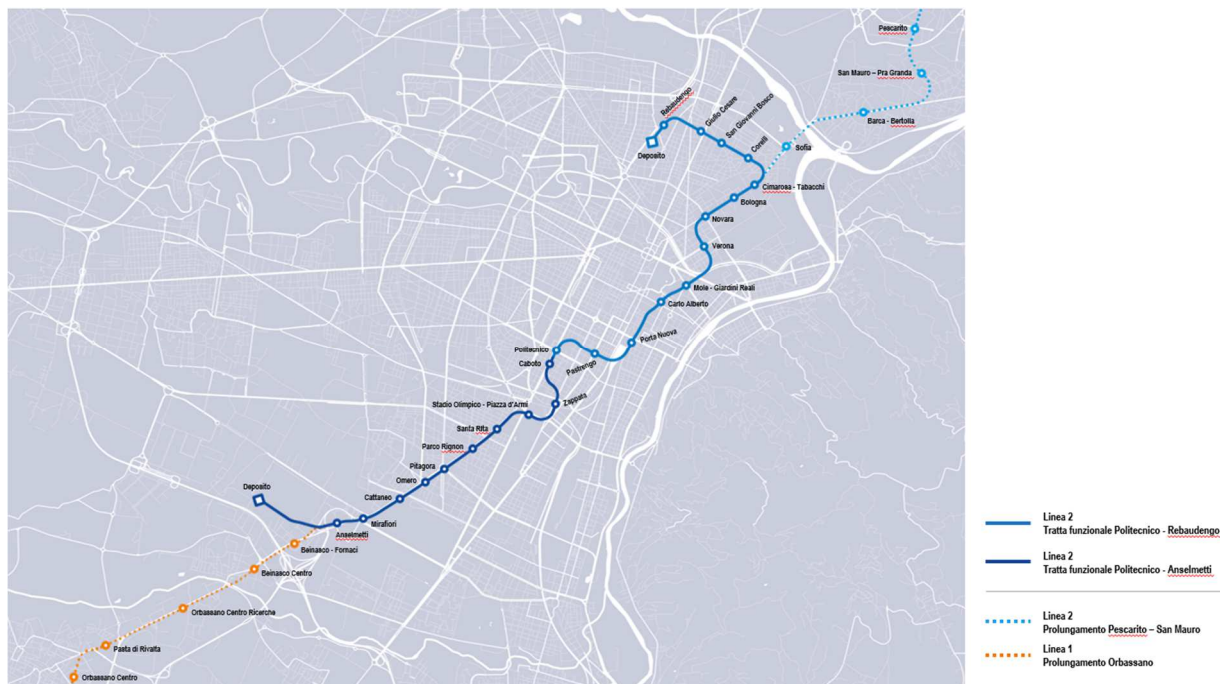 Pescarito
San Mauro – Pra Granda
Barca - Bertolla
Sofia
Rebaudengo
Giulio Cesare
San Giovanni Bosco
Corelli
Deposito
Cimarosa - Tabacchi
Bologna
Novara
Verona
Mole - Giardini Reali
Carlo Alberto
Porta Nuova
Politecnico
Pastrengo
Caboto
Zappata
Stadio Olimpico - Piazza d'Armi
Santa Rita
Parco Rignon
Pitagora
Omero
Cattaneo
Mirafiori
Anselmetti
Deposito
Beinasco - Fornaci
Beinasco Centro
Orbassano Centro Ricerche
Pasta di Rivalta
Orbassano Centro
Linea 2
Tratta funzionale Politecnico - Rebaudengo
Linea 2
Tratta funzionale Politecnico - Anselmetti
Linea 2
Prolungamento Pescarito – San Mauro
Linea 1
Prolungamento Orbassano